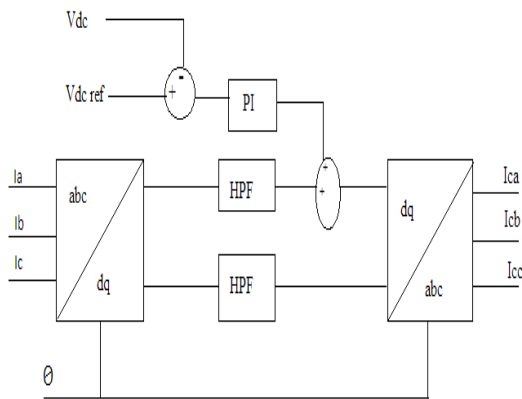 Vdc
-
Vdc ref
+
PI
Ia
abc
HPF
+
+
dq
Ica
Ib
Icb
Ic
dq
HPF
abc
Icc
Θ